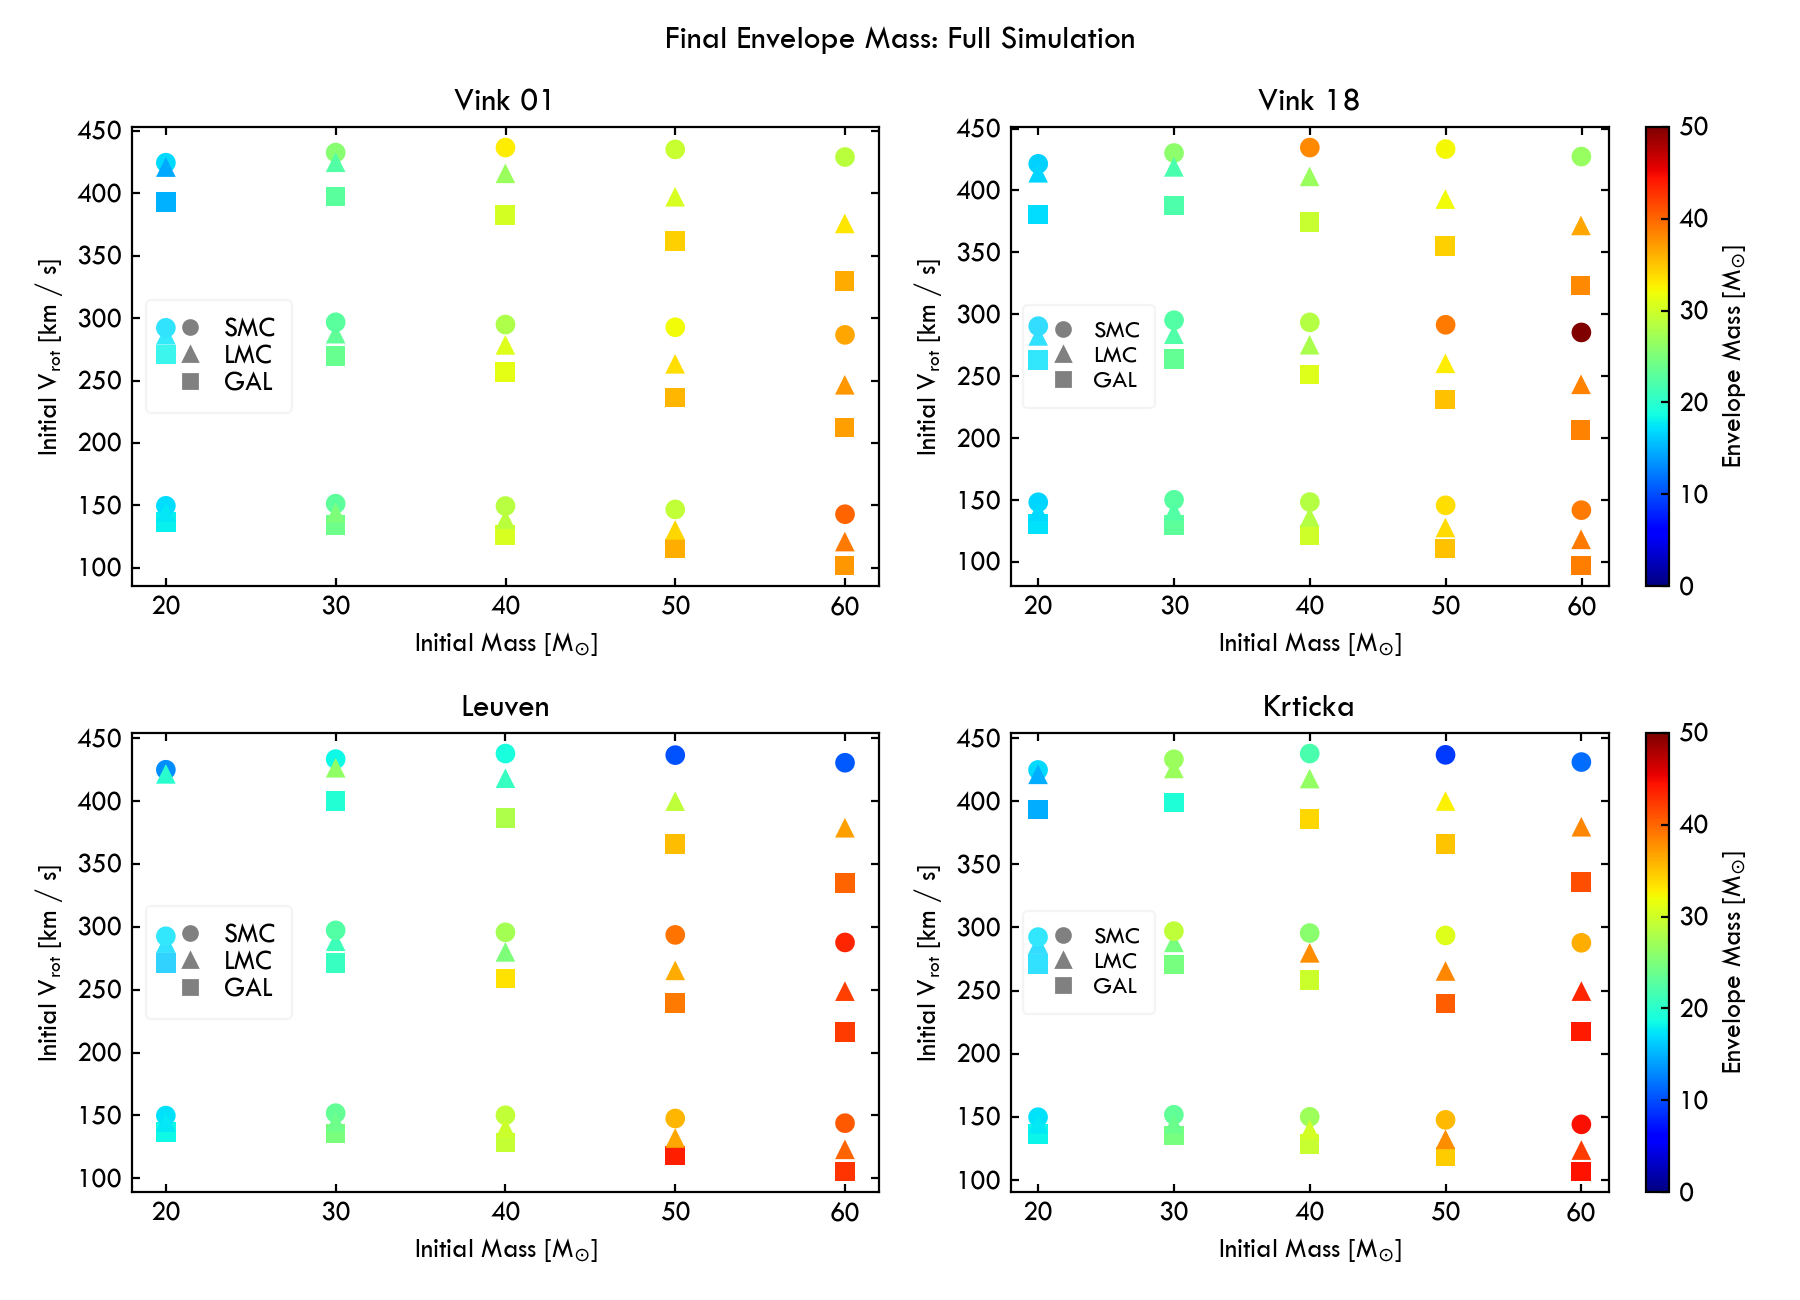 Final Envelope Mass: Full Simulation
Vink 01
450
400
350
300
250
200
150
100
Initial V_rot [km / s]
SMC
LMC
GAL
20 30 40 50 60
Initial Mass [M☉]
Vink 18
450
400
350
300
250
200
150
100
Initial V_rot [km / s]
SMC
LMC
GAL
20 30 40 50 60
Initial Mass [M☉]
50
40
30
20
10
0
Envelope Mass [M☉]
Leuven
450
400
350
300
250
200
150
100
Initial V_rot [km / s]
SMC
LMC
GAL
20 30 40 50 60
Initial Mass [M☉]
Krticka
450
400
350
300
250
200
150
100
Initial V_rot [km / s]
SMC
LMC
GAL
20 30 40 50 60
Initial Mass [M☉]
50
40
30
20
10
0
Envelope Mass [M☉]